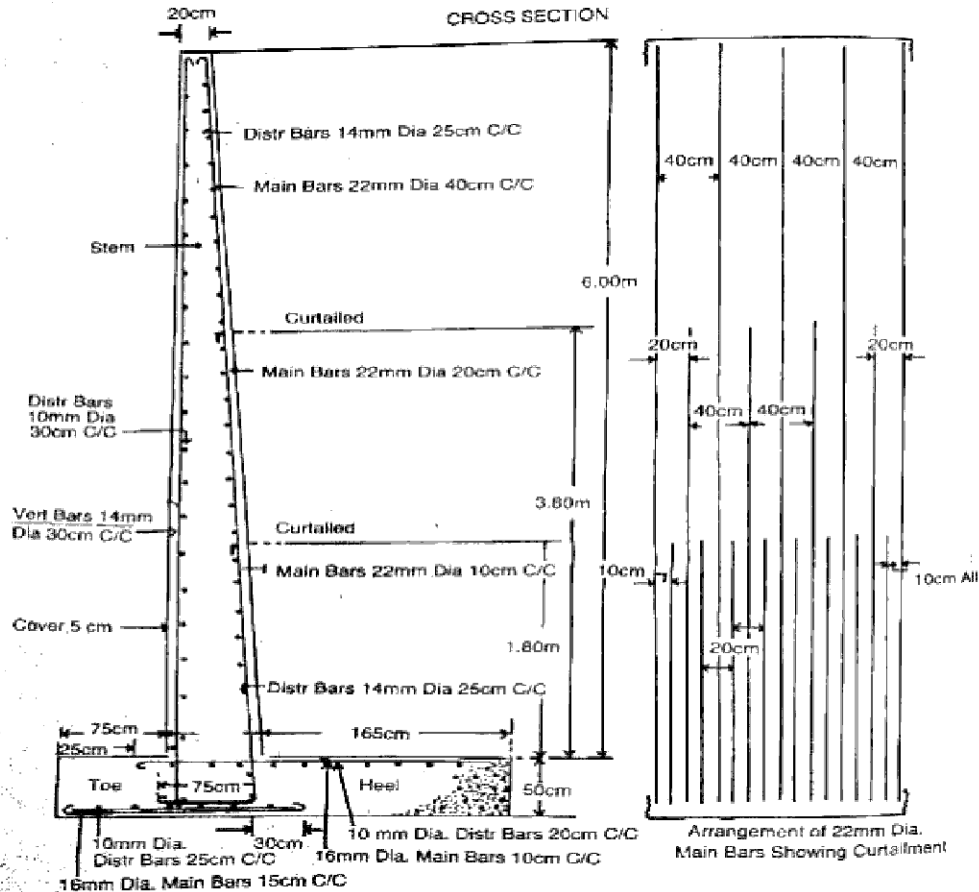 20cm
CROSS SECTION
Distr Bars 14mm Dia 25cm C/C
40cm
40cm
40cm
40cm
Main Bars 22mm Dia 40cm C/C
Stem
6.00m
Curtailed
20cm
20cm
Main Bars 22mm Dia 20cm C/C
Distr Bars
10mm Dia
30cm C/C
40cm
40cm
3.80m
Vert Bars 14mm
Dia 30cm C/C
Curtailed
Main Bars 22mm Dia 10cm C/C
10cm
10cm All
Cover 5 cm
1.80m
20cm
Distr Bars 14mm Dia 25cm C/C
75cm
165cm
25cm
Toe
75cm
Heel
50cm
10mm Dia.
Distr Bars 25cm C/C
30cm
10 mm Dia. Distr Bars 20cm C/C
16mm Dia. Main Bars 10cm C/C
16mm Dia. Main Bars 15cm C/C
Arrangement of 22mm Dia.
Main Bars Showing Curtailment